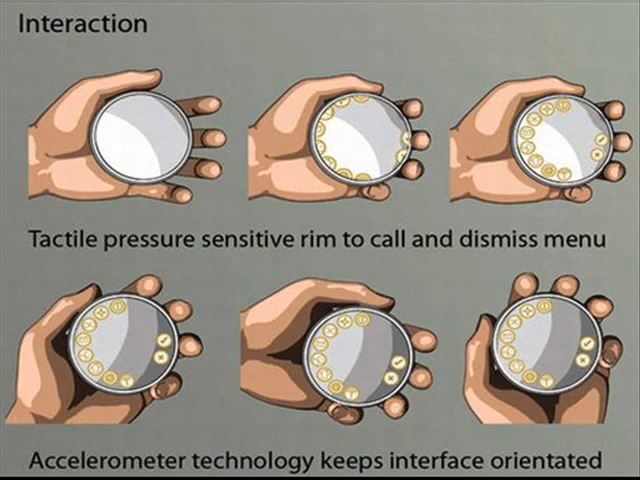 Interaction
Tactile pressure sensitive rim to call and dismiss menu
Accelerometer technology keeps interface orientated